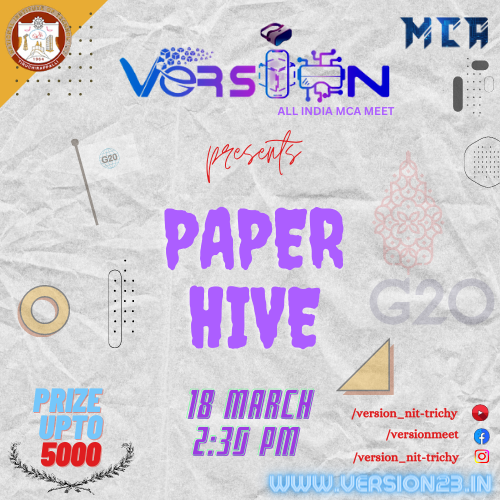 MCA
VERSION
ALL INDIA MCA MEET
presents
G20
PAPER
HIVE
G20
PRIZE
UPTO
5000
18 MARCH
2:30 PM
/version_nit-trichy
/versionmeet
/version_nit-trichy
WWW.VERSION23.IN